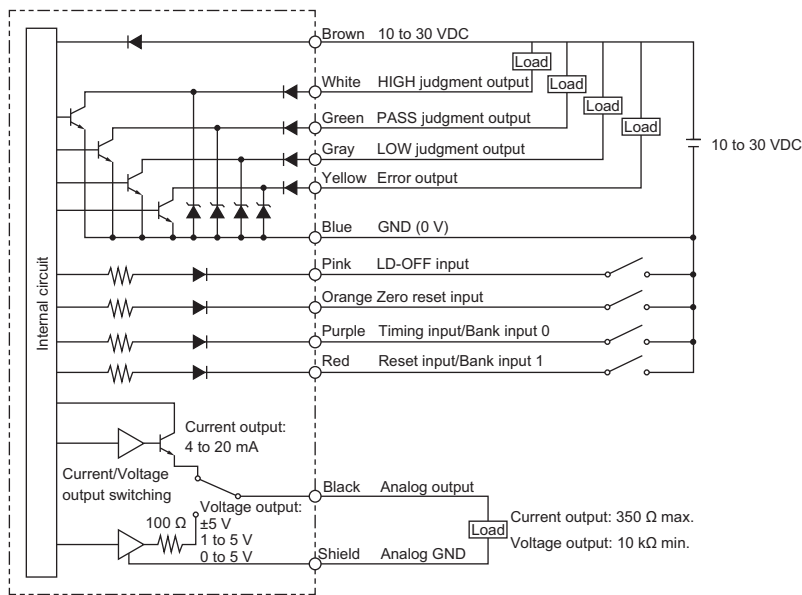 Brown 10 to 30 VDC
Load
White HIGH judgment output
Load
Green PASS judgment output
Load
Load
Gray LOW judgment output
10 to 30 VDC
Yellow Error output
Blue GND (0 V)
Internal circuit
Pink LD-OFF input
Orange Zero reset input
Purple Timing input/Bank input 0
Red Reset input/Bank input 1
Current output:
4 to 20 mA
Current/Voltage
output switching
Black Analog output
Voltage output:
±5 V
1 to 5 V
0 to 5 V
100 Ω
Load
Current output: 350 Ω max.
Voltage output: 10 kΩ min.
Shield Analog GND